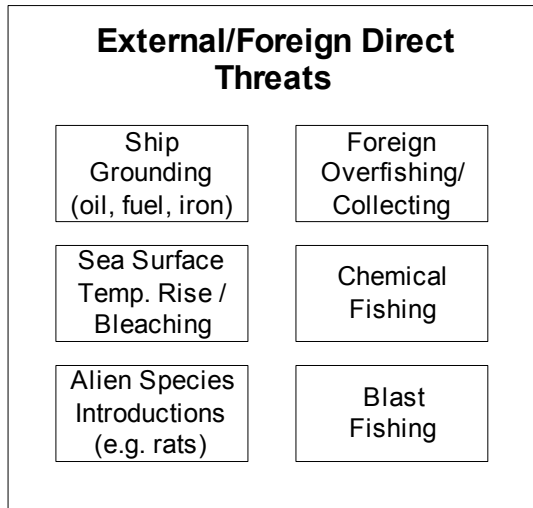 External/Foreign Direct
Threats
Ship
Grounding
(oil, fuel, iron)
Foreign
Overfishing/
Collecting
Sea Surface
Temp. Rise /
Bleaching
Chemical
Fishing
Alien Species
Introductions
(e.g. rats)
Blast
Fishing